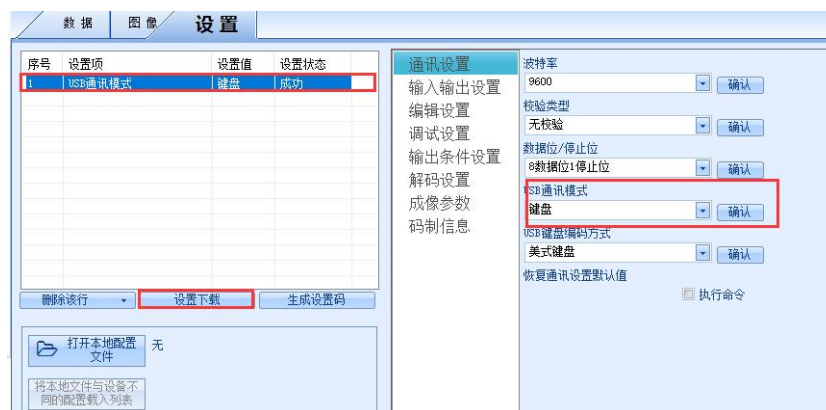 数据 图像 设置
序号 设置项 设置值 设置状态
1 USB通讯模式 键盘 成功
删除该行 设置下载 生成设置码
打开本地配置
文件
无
将本地文件与设备不
同的配置载入列表
通讯设置
输入输出设置
编辑设置
调试设置
输出条件设置
解码设置
成像参数
码制信息
波特率
9600 确认
校验类型
无校验 确认
数据位/停止位
8数据位1停止位 确认
USB通讯模式
键盘 确认
USB键盘编码方式
美式键盘 确认
恢复通讯设置默认值
执行命令